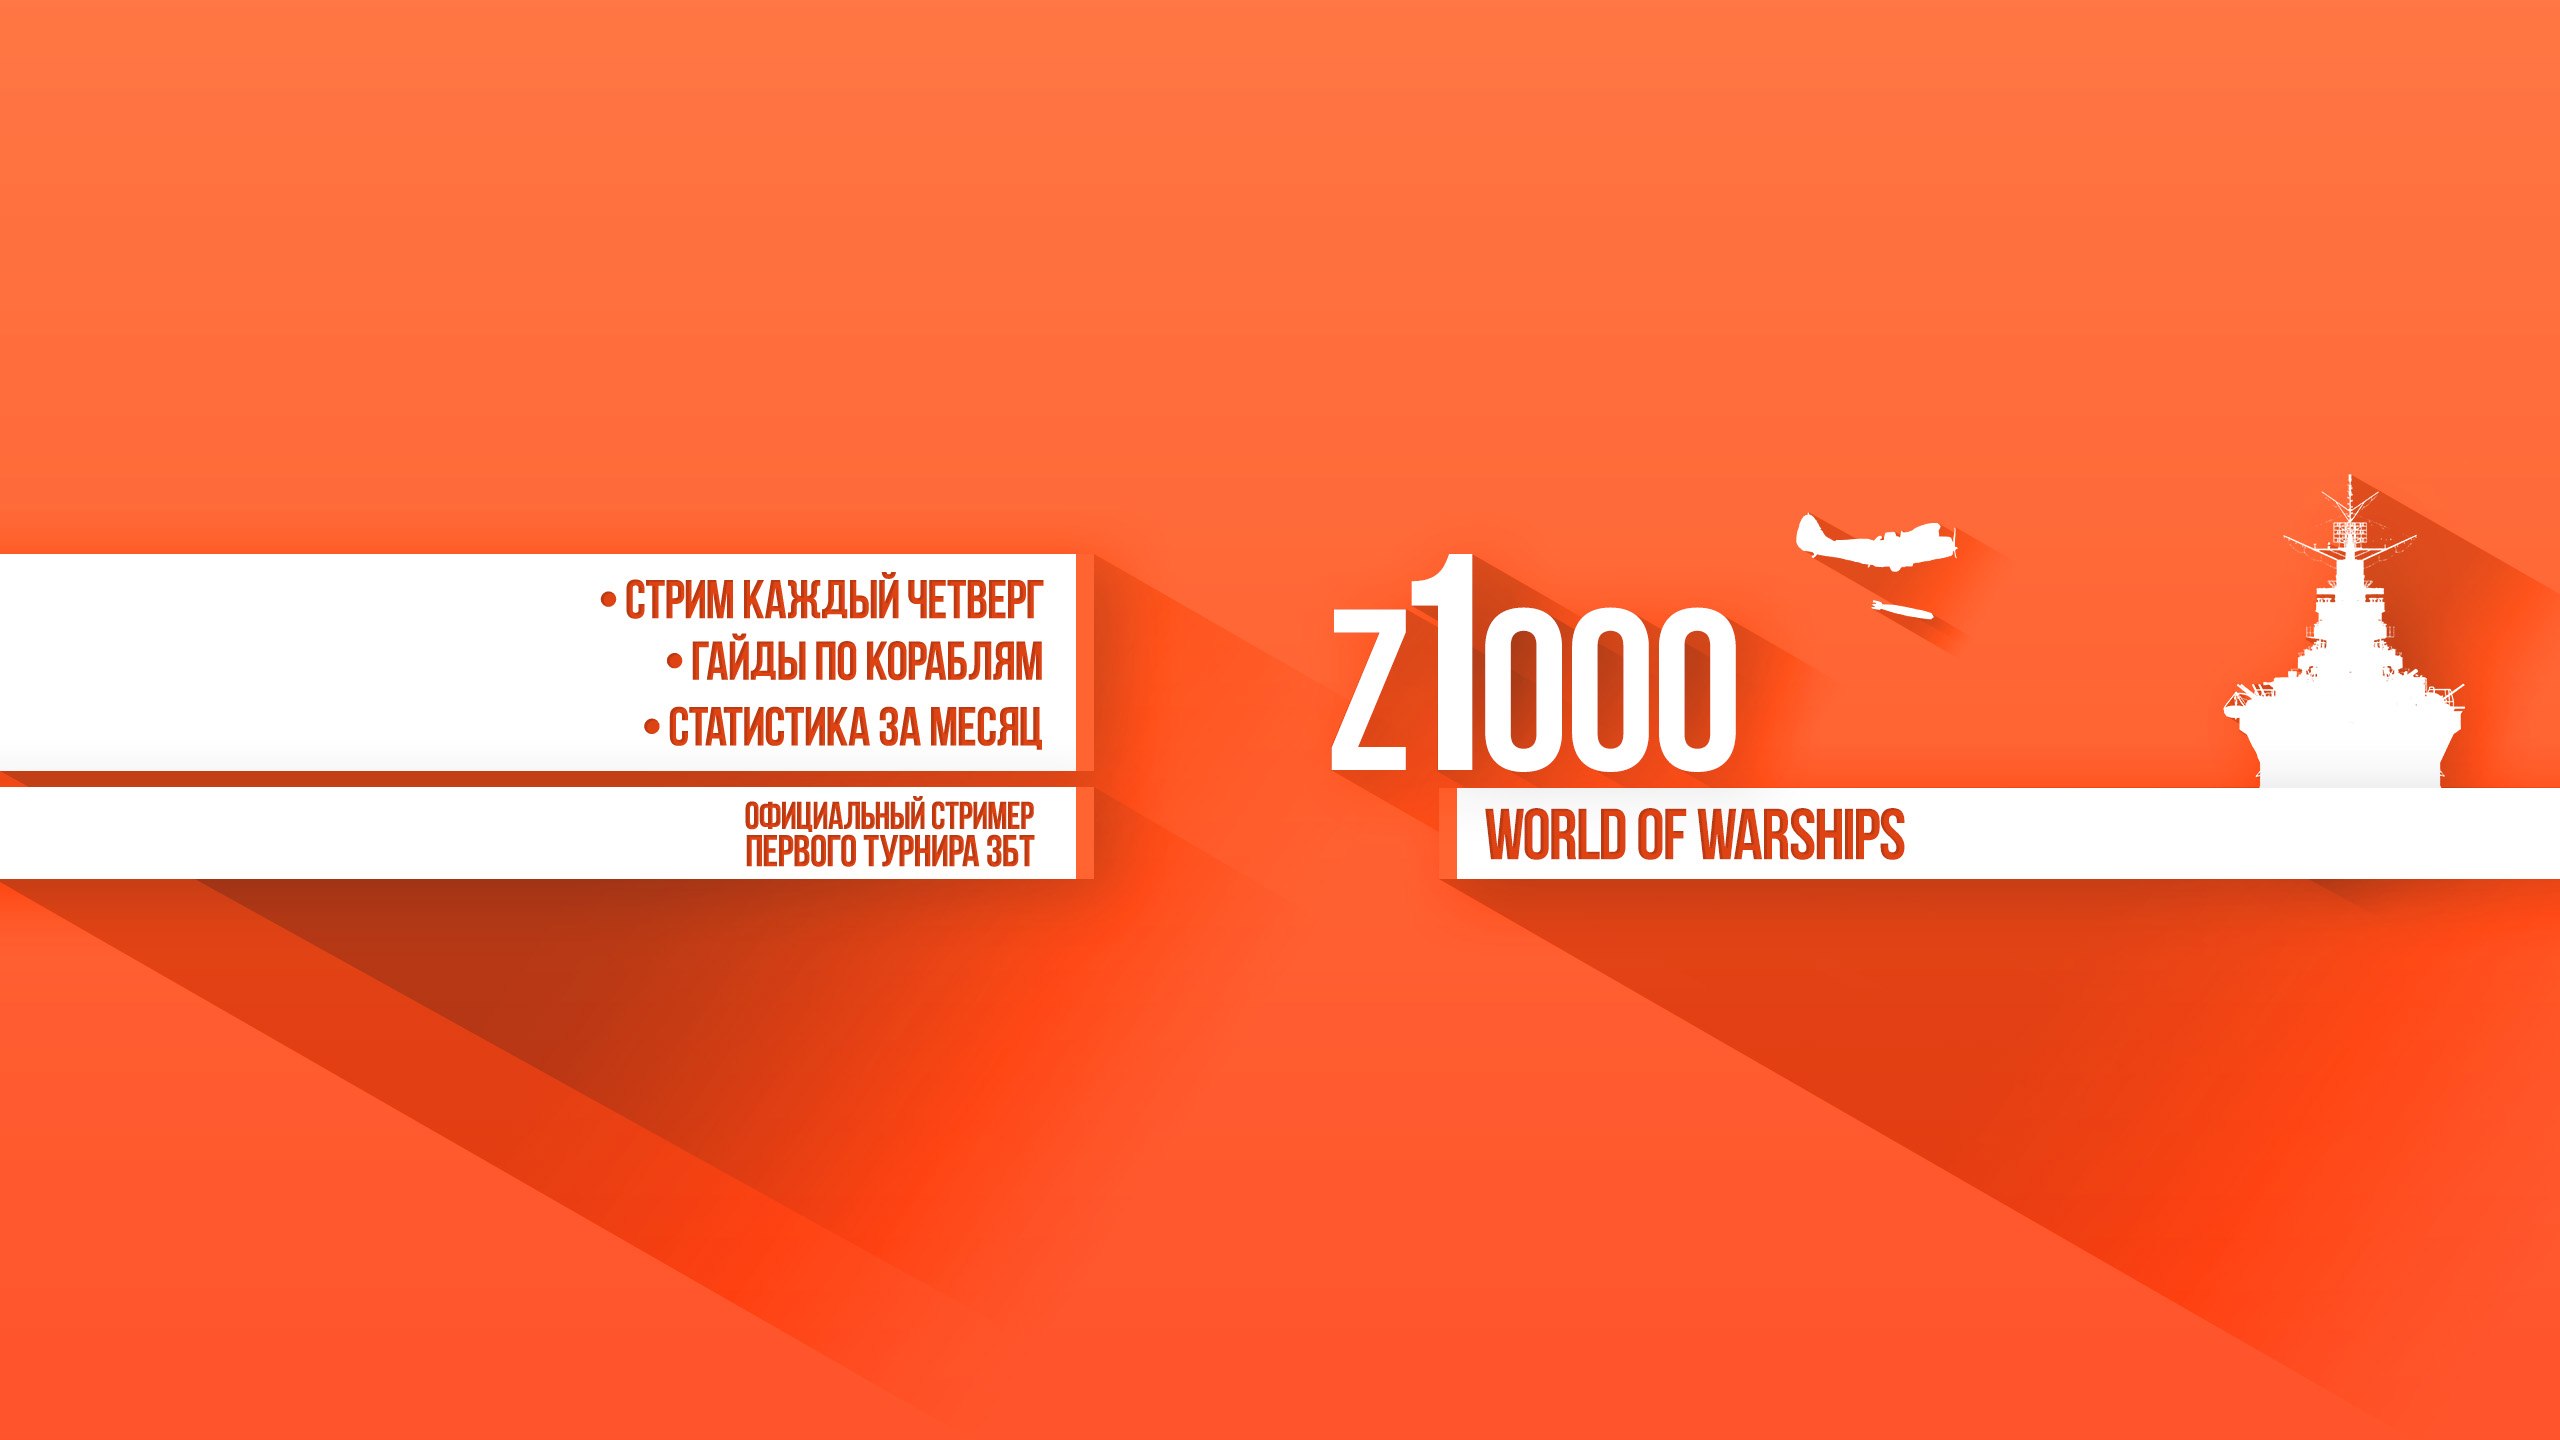 • СТРИМ КАЖДЫЙ ЧЕТВЕРГ
• ГАЙДЫ ПО КОРАБЛЯМ
• СТАТИСТИКА ЗА МЕСЯЦ
ОФИЦИАЛЬНЫЙ СТРИМЕР
ПЕРВОГО ТУРНИРА ЗБТ
z1000
WORLD OF WARSHIPS